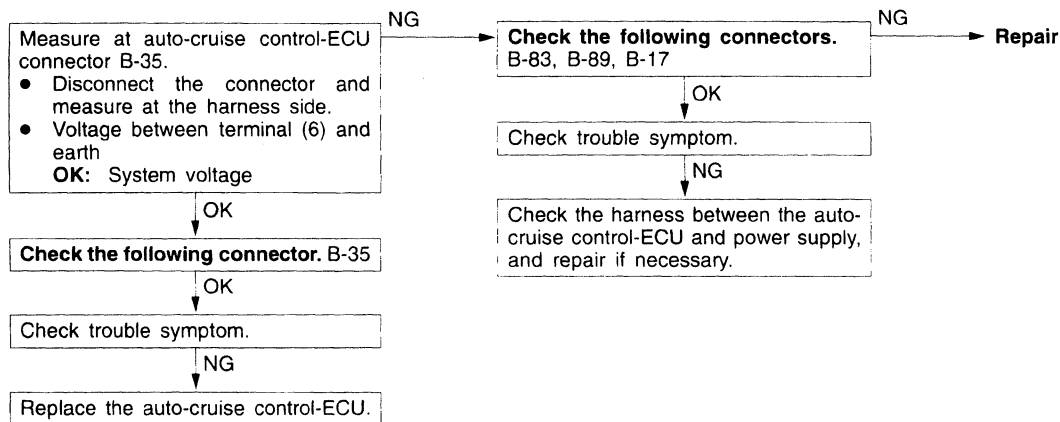 Measure at auto-cruise control-ECU
connector B-35.
● Disconnect the connector and
measure at the harness side.
● Voltage between terminal (6) and
earth
OK: System voltage
NG
Check the following connectors.
B-83, B-89, B-17
NG
Repair
OK
Check trouble symptom.
NG
Check the harness between the auto-
cruise control-ECU and power supply,
and repair if necessary.
OK
Check the following connector. B-35
OK
Check trouble symptom.
NG
Replace the auto-cruise control-ECU.